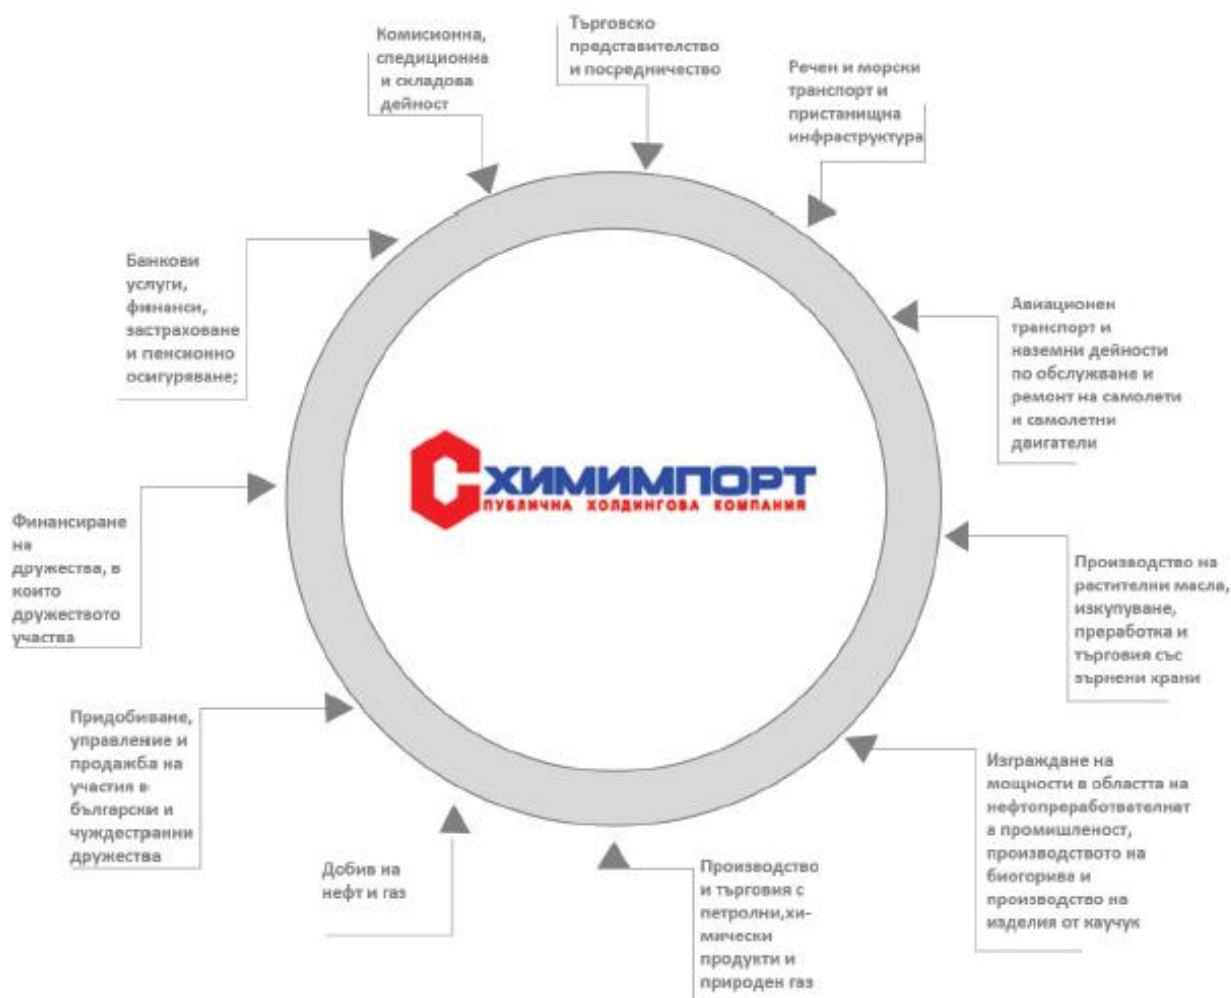 Комисионна,
спедиционна
и складова
дейност
Търговско
представителство
и посредничество
Речен и морски
транспорт и
пристанищна
инфраструктура
Банкови
услуги,
финанси,
застраховане
и пенсионно
осигуряване;
Авиационен
транспорт и
наземни дейности
по обслужване и
ремонт на самолети
и самолетни
двигатели
ХИМИМПОРТ
ПУБЛИЧНА ХОЛДИНГОВА КОМПАНИЯ
Финансиране
на
дружества, в
които
дружеството
участва
Производство на
растителни масла,
изкупуване,
преработка и
търговия със
зърнени храни
Придобиване,
управление и
продажба на
участия в
български и
чуждестранни
дружества
Изграждане на
мощности в областта на
нефтопреработвателнат
а промишленост,
производството на
биогорива и
производство на
изделия от каучук
Добив на
нефт и газ
Производство
и търговия с
петролни,хи-
мически
продукти и
природен газ